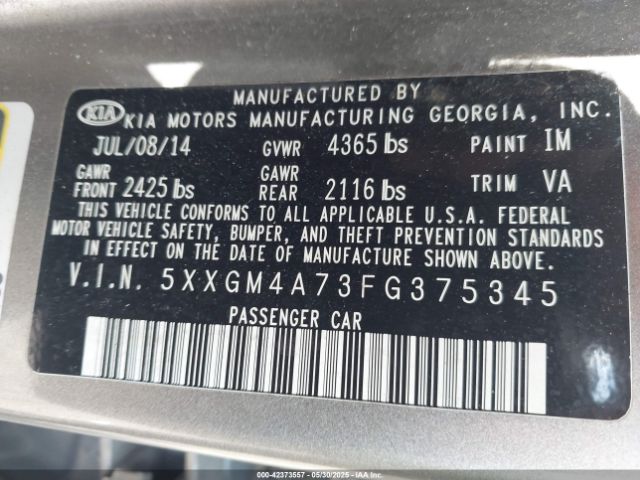 MANUFACTURED BY
KIA KIA MOTORS MANUFACTURING GEORGIA, INC.
JUL/08/14 GVWR 4365 lbs PAINT IM
GAWR FRONT 2425 lbs GAWR REAR 2116 lbs TRIM VA
THIS VEHICLE CONFORMS TO ALL APPLICABLE U.S.A. FEDERAL
MOTOR VEHICLE SAFETY, BUMPER, AND THEFT PREVENTION STANDARDS
IN EFFECT ON THE DATE OF MANUFACTURE SHOWN ABOVE.
V.I.N. 5XXGM4A73FG375345
PASSENGER CAR
000-42373557 - 05/30/2025 - COPYRIGHT IAA, LLC.